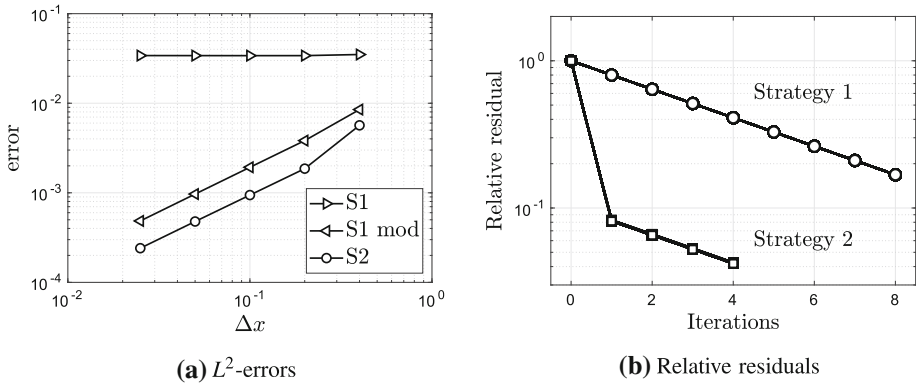 10^-1
10^-2
10^-3
10^-4
error
10^-2
10^-1
10^0
Δx
S1
S1 mod
S2
(a) L^2-errors
10^0
10^-1
Relative residual
Strategy 1
Strategy 2
0
2
4
6
8
Iterations
(b) Relative residuals